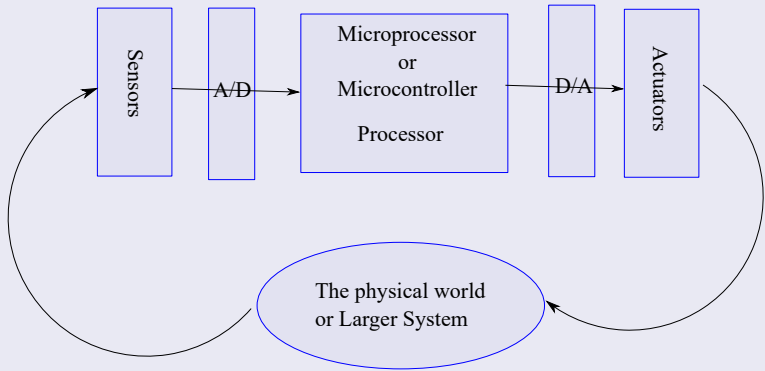 Sensors
A/D
Microprocessor
or
Microcontroller
Processor
D/A
Actuators
The physical world
or Larger System